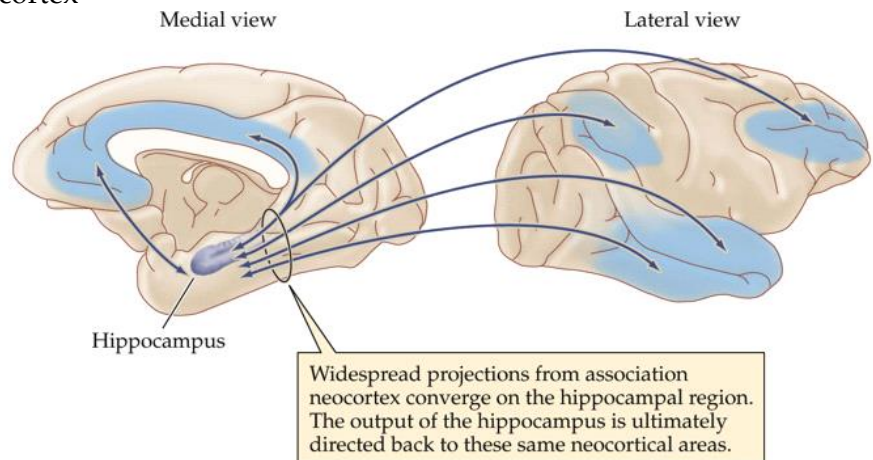 Medial view
Lateral view
Hippocampus
Widespread projections from association
neocortex converge on the hippocampal region.
The output of the hippocampus is ultimately
directed back to these same neocortical areas.